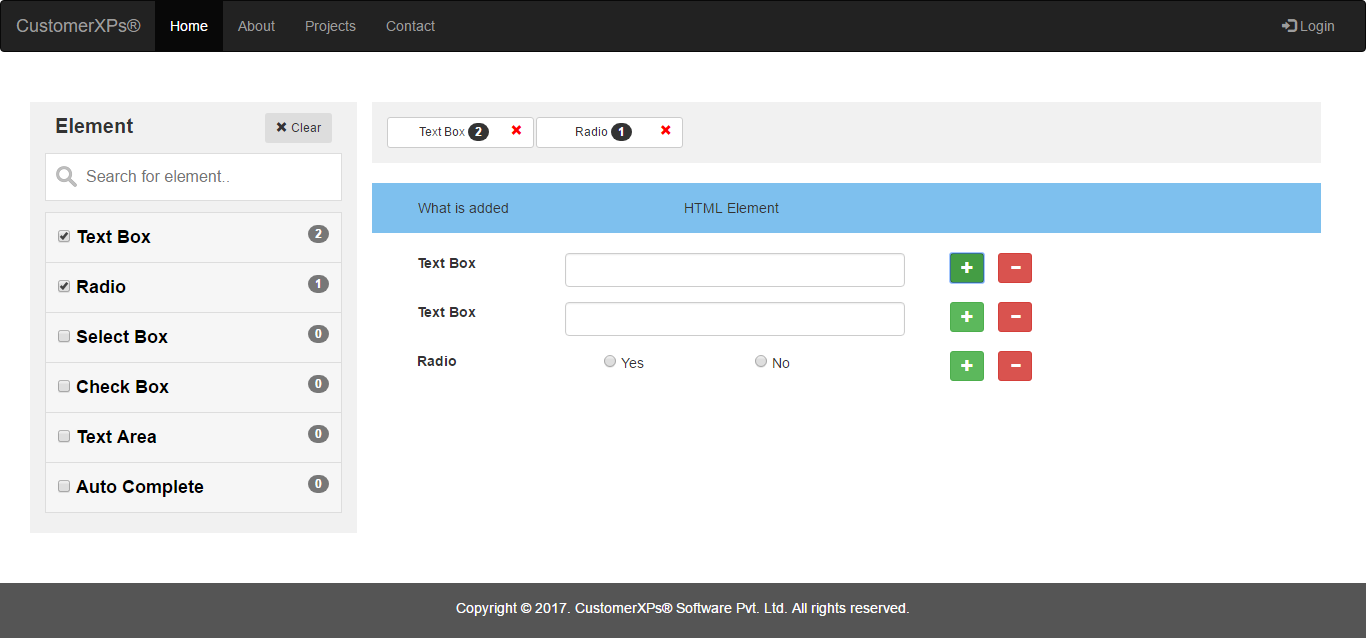 CustomerXPs® Home About Projects Contact Login
Element Clear
Search for element..
Text Box 2
Radio 1
Select Box 0
Check Box 0
Text Area 0
Auto Complete 0
Text Box 2 Radio 1
What is added HTML Element
Text Box
Text Box
Radio Yes No
Copyright © 2017. CustomerXPs® Software Pvt. Ltd. All rights reserved.